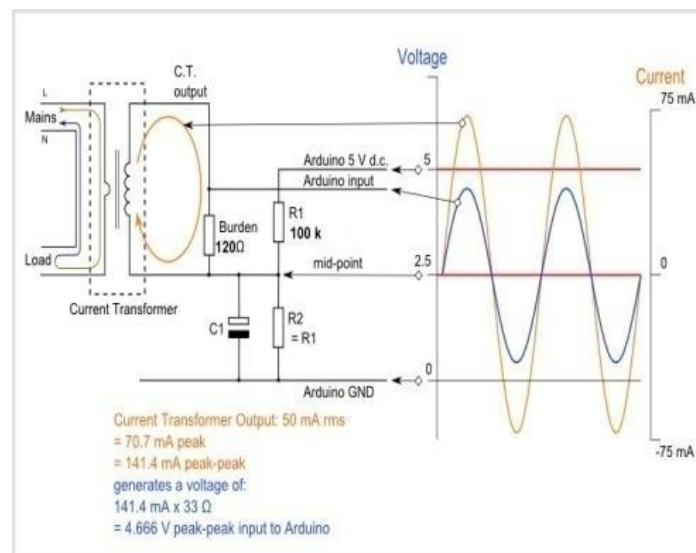 Voltage
Current
C.T.
output
75 mA
L
Mains
N
Arduino 5 V d.c.
5
Arduino input
Burden
120Ω
R1
100 k
mid-point
2.5
0
Load
Current Transformer
C1
R2
= R1
0
Arduino GND
-75 mA
Current Transformer Output: 50 mA rms
= 70.7 mA peak
= 141.4 mA peak-peak
generates a voltage of:
141.4 mA x 33 Ω
= 4.666 V peak-peak input to Arduino